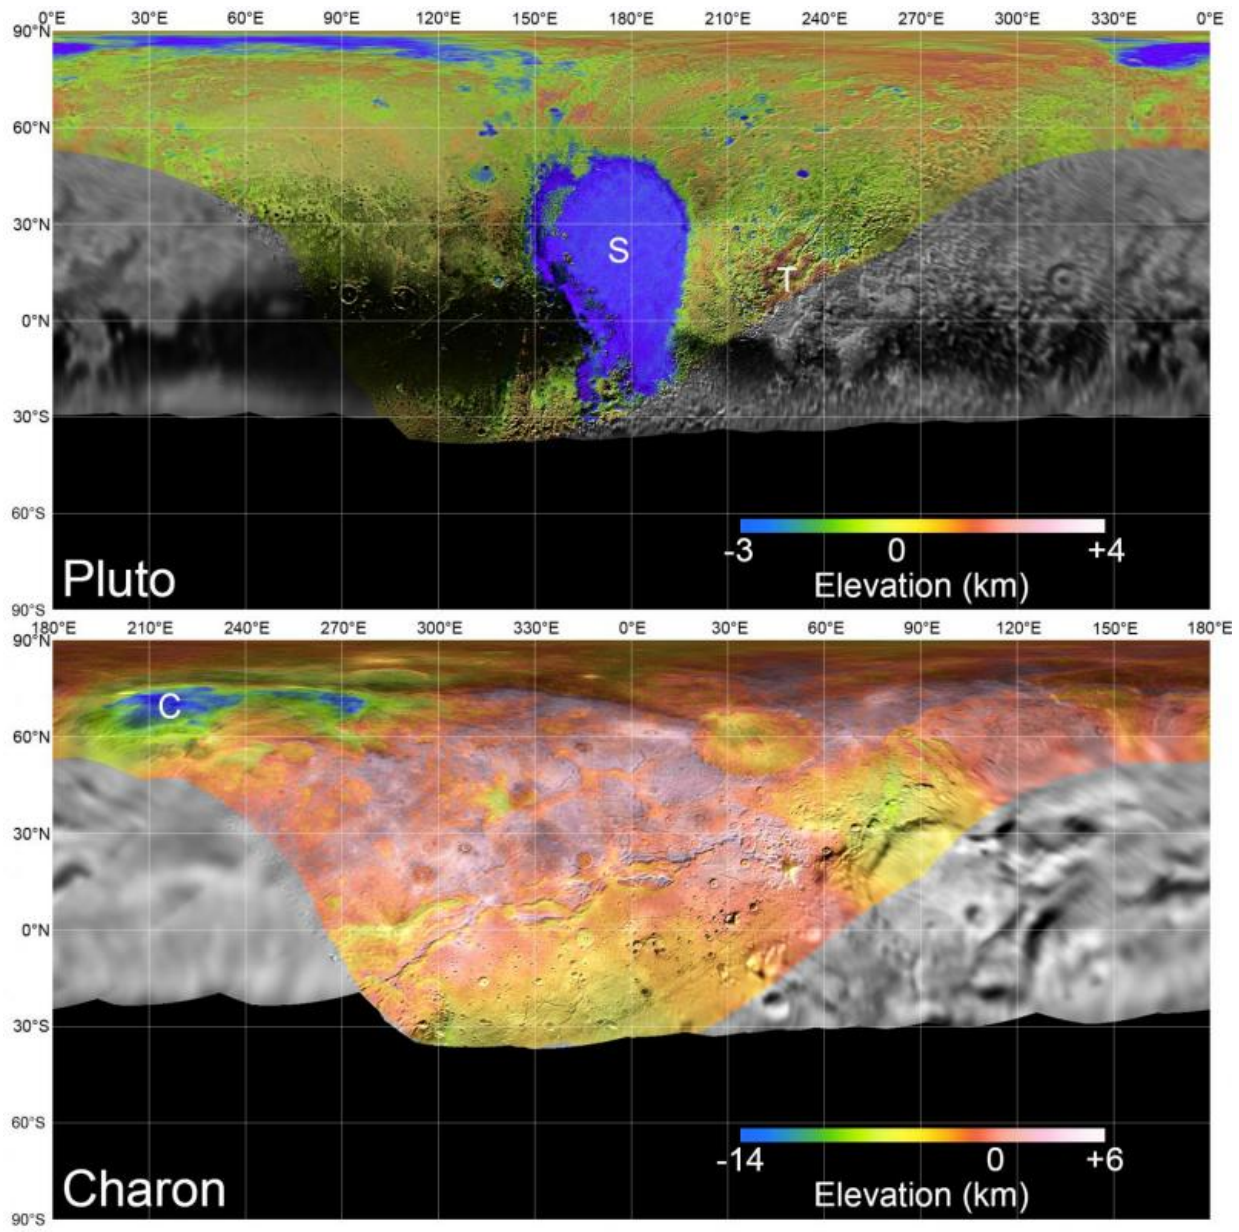 0°E 30°E 60°E 90°E 120°E 150°E 180°E 210°E 240°E 270°E 300°E 330°E 0°E
90°N
60°N
30°N
S
T
0°N
30°S
60°S
-3 0 +4
Elevation (km)
Pluto
90°S
180°E 210°E 240°E 270°E 300°E 330°E 0°E 30°E 60°E 90°E 120°E 150°E 180°E
90°N
C
60°N
30°N
0°N
30°S
60°S
-14 0 +6
Elevation (km)
Charon
90°S